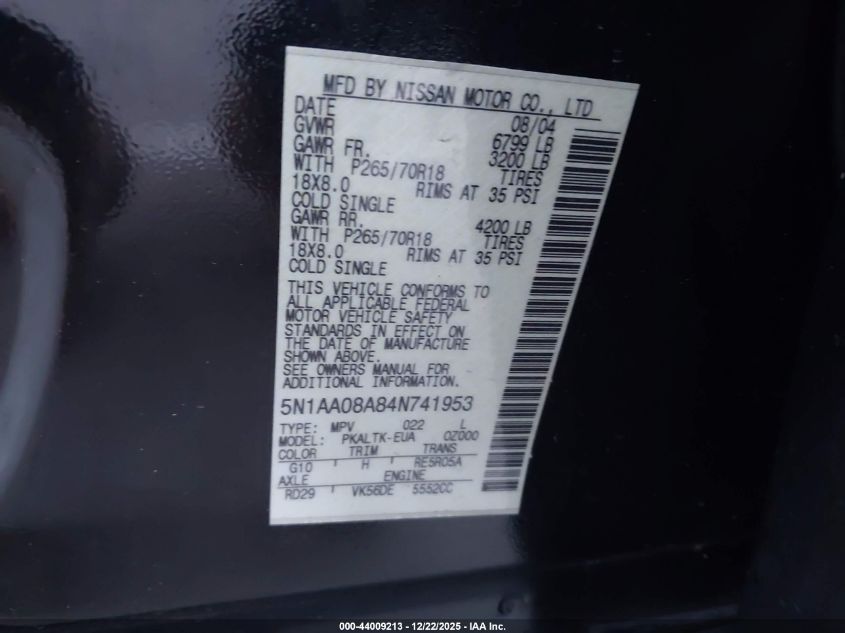 MFD BY NISSAN MOTOR CO., LTD
DATE 08/04
GVWR 6799 LB
GAWR FR. 3200 LB
WITH P265/70R18 TIRES
18X8.0 RIMS AT 35 PSI
COLD SINGLE
GAWR RR. 4200 LB
WITH P265/70R18 TIRES
18X8.0 RIMS AT 35 PSI
COLD SINGLE
THIS VEHICLE CONFORMS TO
ALL APPLICABLE FEDERAL
MOTOR VEHICLE SAFETY
STANDARDS IN EFFECT ON
THE DATE OF MANUFACTURE
SHOWN ABOVE.
SEE OWNERS MANUAL FOR
ADDITIONAL INFORMATION.
5N1AA08A84N741953
TYPE: MPV 022 L
MODEL: PKALTK-EUA 0Z000
COLOR TRIM TRANS
G10 H RE5R05A
AXLE ENGINE
RD29 VK56DE 5552CC
000-44009213 - 12/22/2025 - IAA Inc.